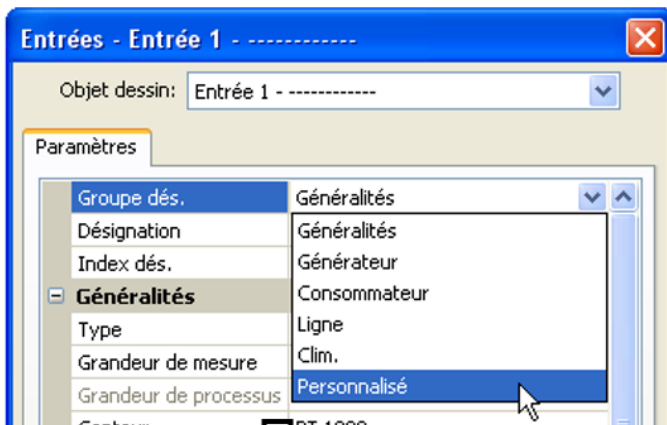 Entrées - Entrée 1 - ------------
Objet dessin: Entrée 1 - ------------
Paramètres
Groupe dés. Généralités
Désignation Généralités
Index dés. Générateur
Généralités Consommateur
Type Ligne
Grandeur de mesure Clim.
Grandeur de processus Personnalisé